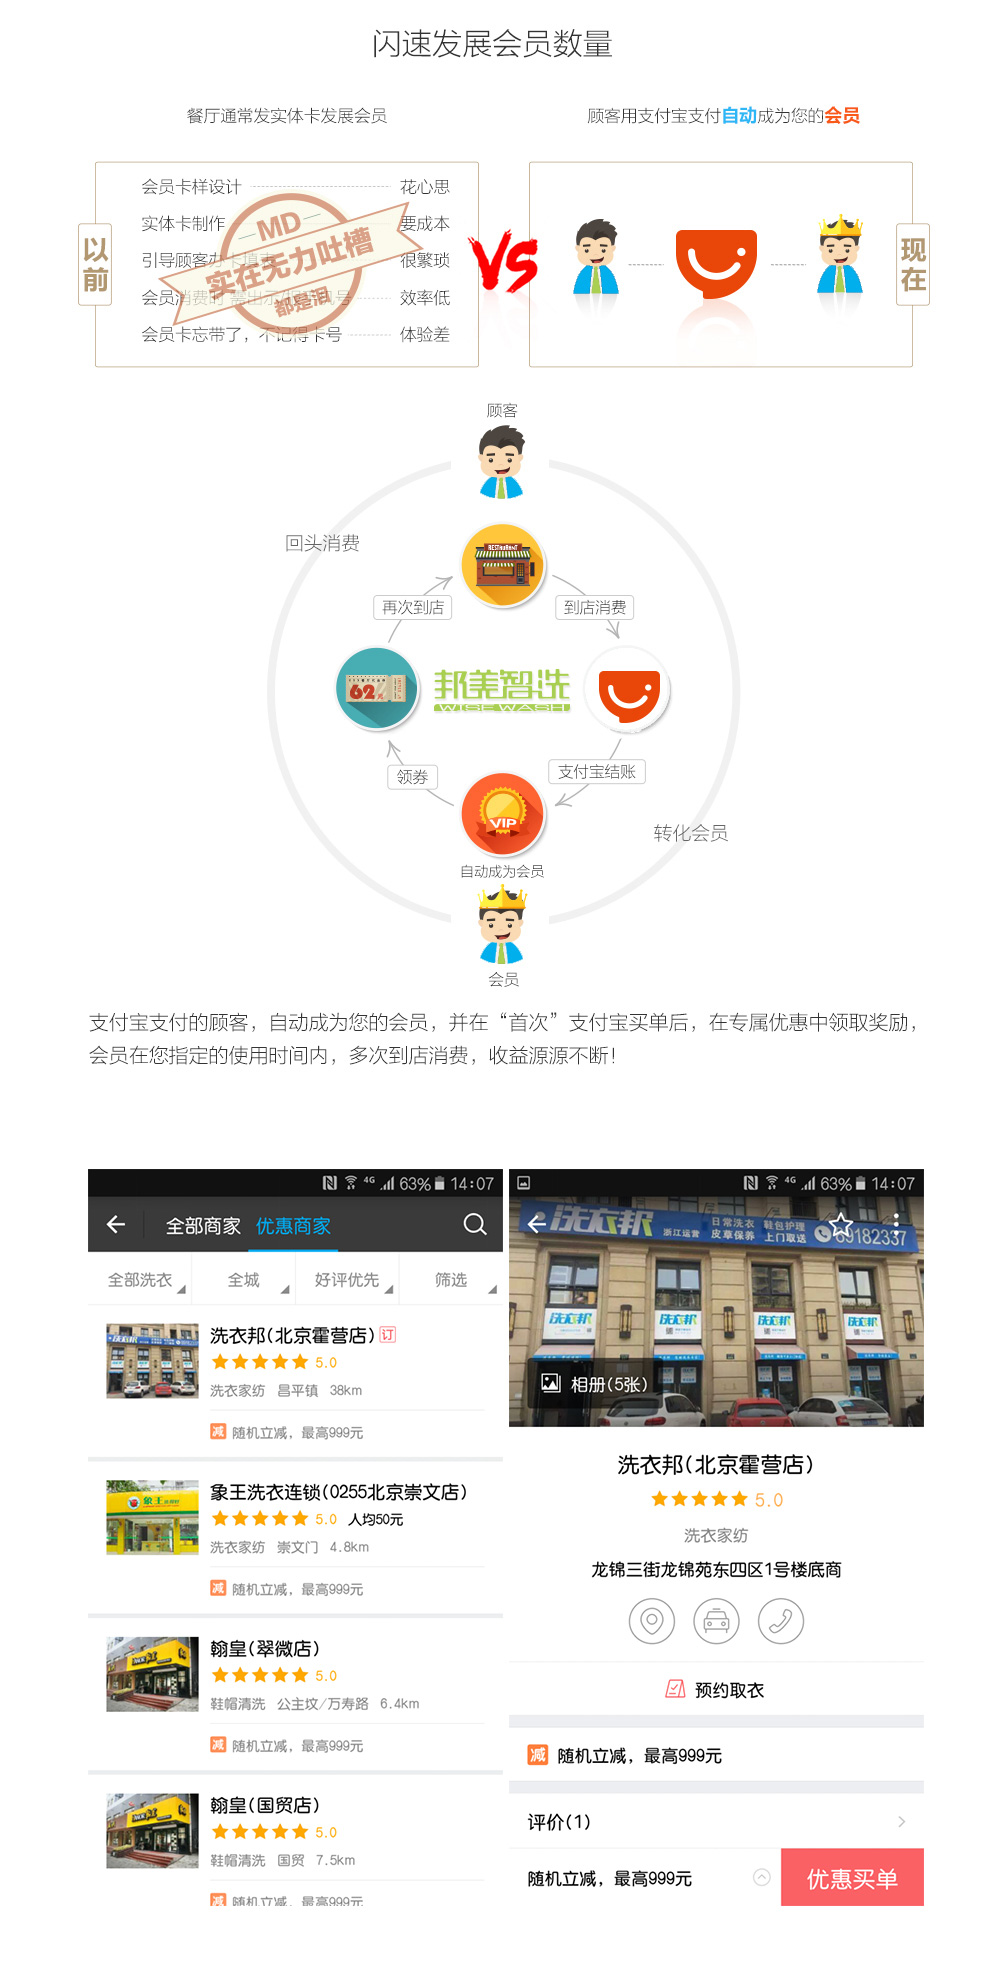 闪速发展会员数量
餐厅通常发实体卡发展会员
顾客用支付宝支付自动成为您的会员
以前
会员卡样设计 花心思
实体卡制作 要成本
引导顾客办卡填表 很繁琐
会员消费时 效率低
会员卡忘带了，不记得卡号 体验差
MD
实在无力吐槽
都是泪
VS
现在
顾客
回头消费
RESTAURANT
再次到店
到店消费
62元
邦美智洗
WISE WASH
领券
支付宝结账
VIP
转化会员
自动成为会员
会员
支付宝支付的顾客，自动成为您的会员，并在“首次”支付宝买单后，在专属优惠中领取奖励，
会员在您指定的使用时间内，多次到店消费，收益源源不断！
4G 63% 14:07
全部商家 优惠商家
全部洗衣 全城 好评优先 筛选
洗衣邦(北京霍营店) 订
5.0
洗衣家纺 昌平镇 38km
减 随机立减，最高999元
象王洗衣连锁(0255北京崇文店)
5.0 人均50元
洗衣家纺 崇文门 4.8km
减 随机立减，最高999元
翰皇(翠微店)
5.0
鞋帽清洗 公主坟/万寿路 6.4km
减 随机立减，最高999元
翰皇(国贸店)
5.0
鞋帽清洗 国贸 7.5km
减 随机立减，最高999元
4G 63% 14:07
洗衣邦
浙江运营
日常洗衣 鞋包护理
皮草保养 上门取送
69182337
洗衣邦 洗衣邦 洗衣邦 洗衣邦
相册(5张)
洗衣邦(北京霍营店)
5.0
洗衣家纺
龙锦三街龙锦苑东四区1号楼底商
预约取衣
减 随机立减，最高999元
评价(1)
随机立减，最高999元
优惠买单